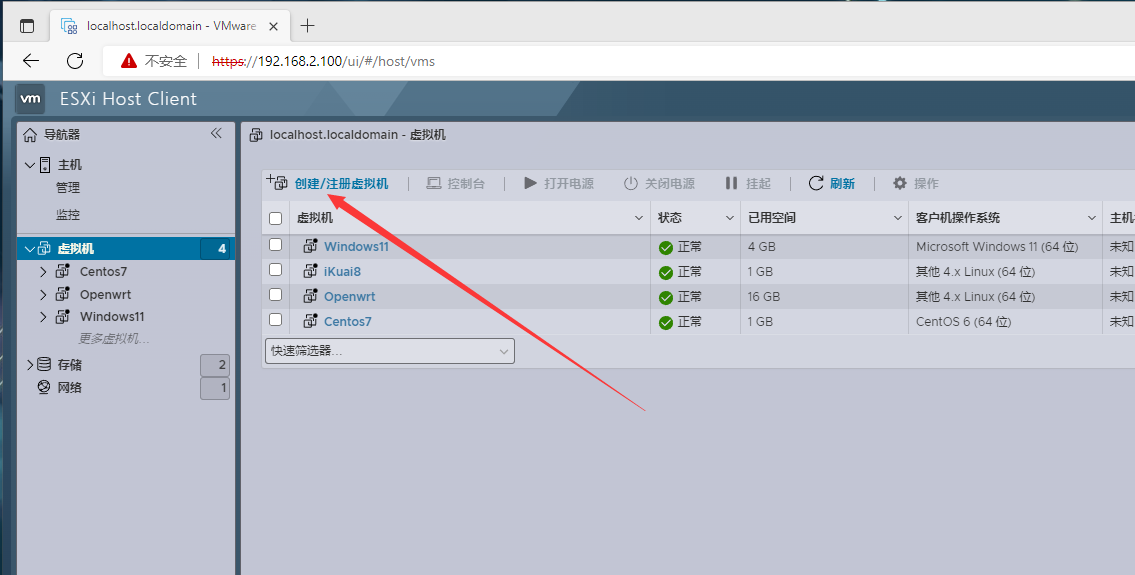 localhost.localdomain - VMware
不安全 https://192.168.2.100/ui/#/host/vms
vm ESXi Host Client
导航器
主机
管理
监控
虚拟机 4
Centos7
Openwrt
Windows11
更多虚拟机...
存储 2
网络 1
localhost.localdomain - 虚拟机
创建/注册虚拟机 控制台 打开电源 关闭电源 挂起 刷新 操作
虚拟机 状态 已用空间 客户机操作系统 主机
Windows11 正常 4 GB Microsoft Windows 11 (64 位) 未知
iKuai8 正常 1 GB 其他 4.x Linux (64 位) 未知
Openwrt 正常 16 GB 其他 4.x Linux (64 位) 未知
Centos7 正常 1 GB CentOS 6 (64 位) 未知
快速筛选器...